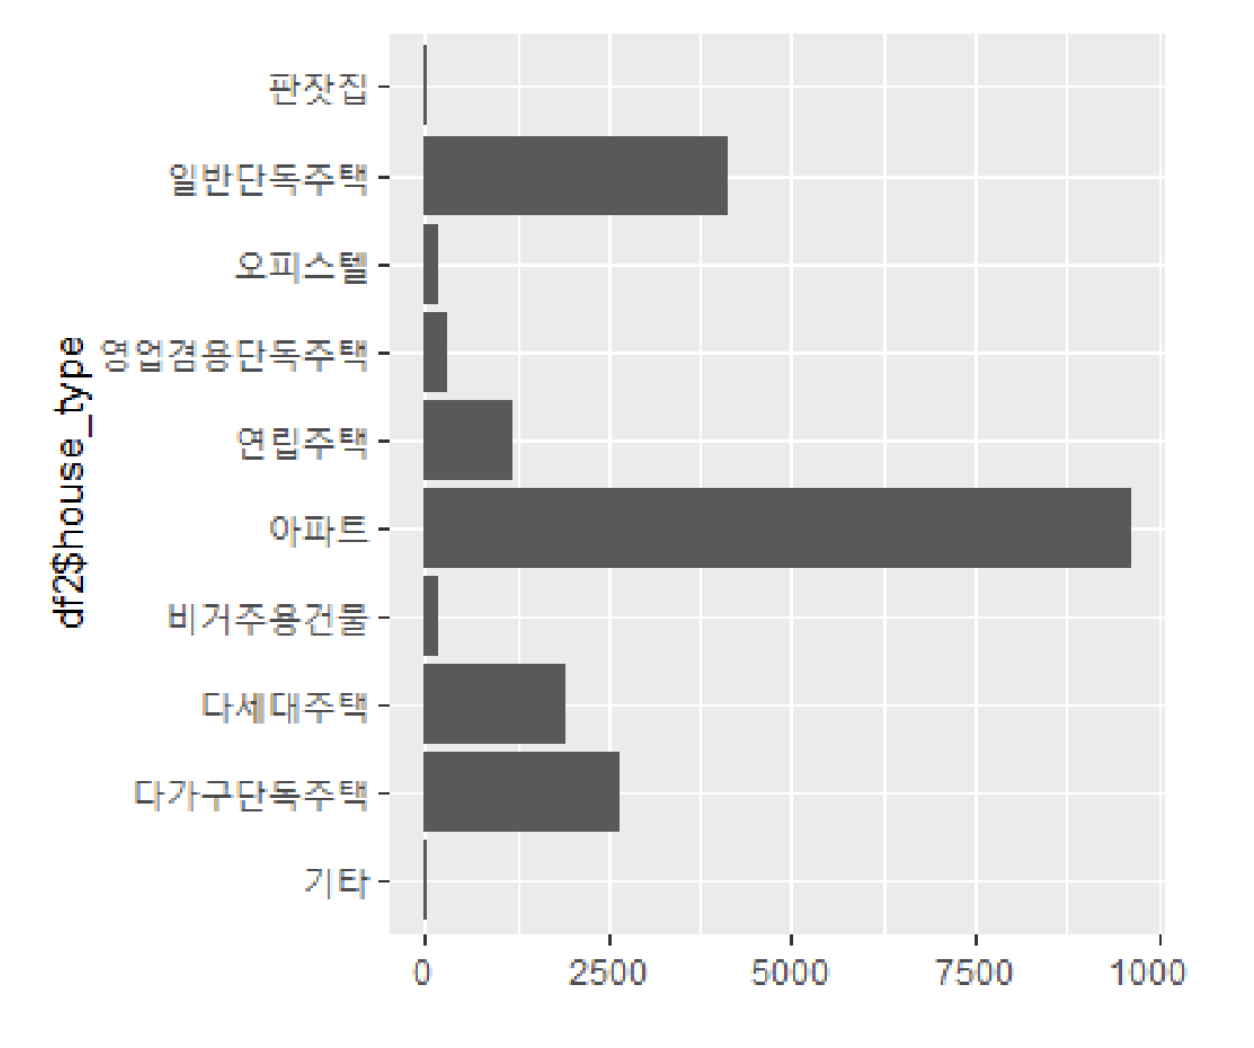 판잣집
일반단독주택
오피스텔
영업겸용단독주택
연립주택
아파트
비거주용건물
다세대주택
다가구단독주택
기타
df2$house_type
0 2500 5000 7500 1000